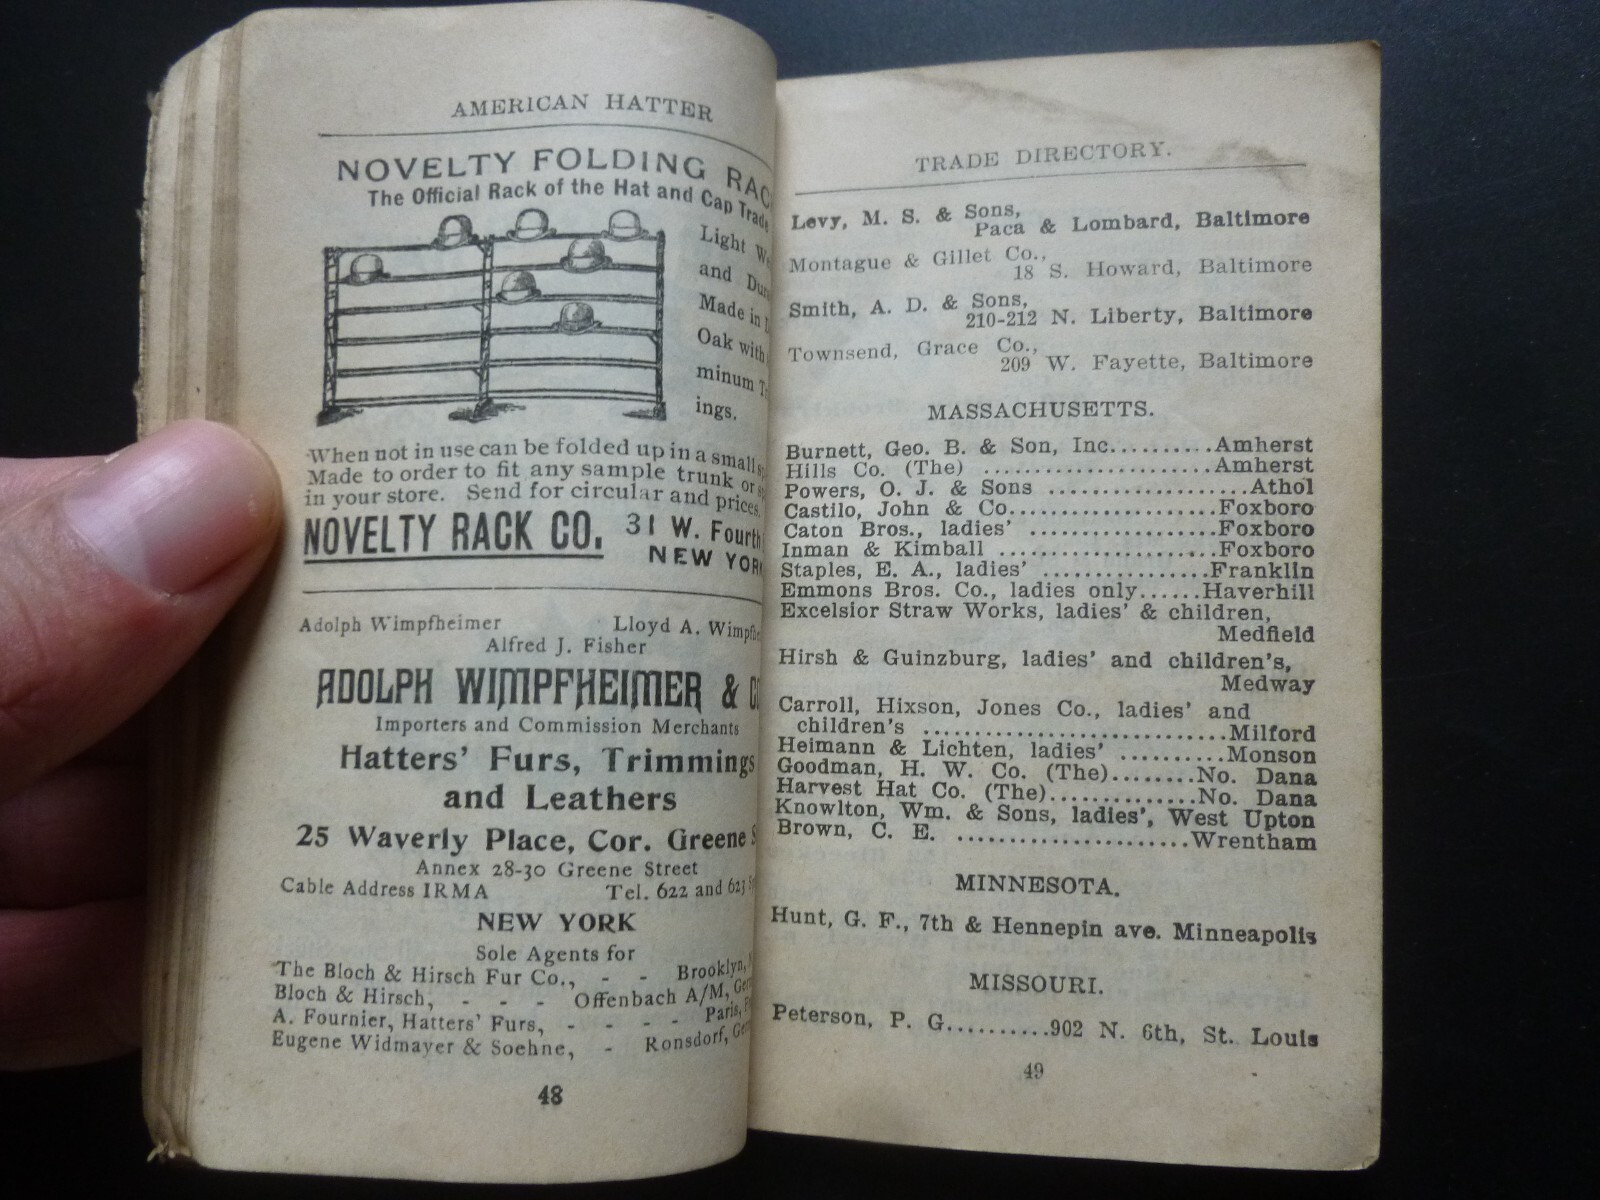 AMERICAN HATTER
NOVELTY FOLDING
The Official Rack of the Hat and Cap Trade
Light
and
Made in
Oak with
minum
ings.
When not in use can be folded up in a small
Made to order to fit any sample trunk or
in your store. Send for circular and prices.
NOVELTY RACK CO. 31 W. Fourth
NEW YORK
Adolph Wimpfheimer Lloyd A.
Alfred J. Fisher
ADOLPH WIMPFHEIMER &
Importers and Commission Merchants
Hatters' Furs, Trimmings
and Leathers
25 Waverly Place, Cor. Greene
Annex 28-30 Greene Street
Cable Address IRMA Tel. 622 and 623
NEW YORK
Sole Agents for
The Bloch & Hirsch Fur Co., - - Brooklyn,
Bloch & Hirsch, - - - Offenbach A/M,
A. Fournier, Hatters' Furs, - - - - Paris,
Eugene Widmayer & Soehne, - Ronsdorf,
48
TRADE DIRECTORY.
Levy, M. S. & Sons,
Paca & Lombard, Baltimore
Montague & Gillet Co.,
18 S. Howard, Baltimore
Smith, A. D. & Sons,
210-212 N. Liberty, Baltimore
Townsend, Grace Co.,
209 W. Fayette, Baltimore
MASSACHUSETTS.
Burnett, Geo. B. & Son, Inc..........Amherst
Hills Co. (The) ......................Amherst
Powers, O. J. & Sons ...................Athol
Castilo, John & Co....................Foxboro
Caton Bros., ladies' ..................Foxboro
Inman & Kimball .....................Foxboro
Staples, E. A., ladies' ................Franklin
Emmons Bros. Co., ladies only......Haverhill
Excelsior Straw Works, ladies' & children,
Medfield
Hirsh & Guinzburg, ladies' and children's,
Medway
Carroll, Hixson, Jones Co., ladies' and
children's .............................Milford
Heimann & Lichten, ladies' ..........Monson
Goodman, H. W. Co. (The)........No. Dana
Harvest Hat Co. (The)..............No. Dana
Knowlton, Wm. & Sons, ladies', West Upton
Brown, C. E. ......................Wrentham
MINNESOTA.
Hunt, G. F., 7th & Hennepin ave. Minneapolis
MISSOURI.
Peterson, P. G..........902 N. 6th, St. Louis
49